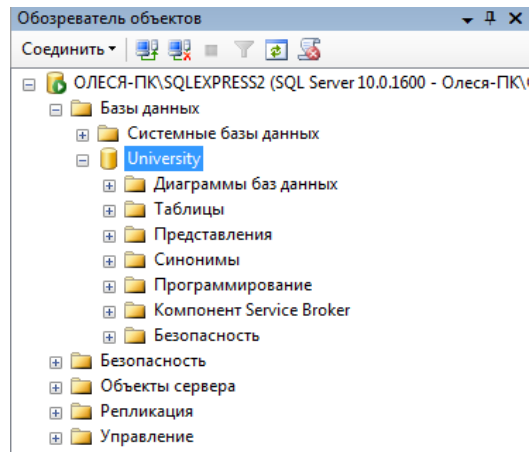 Обозреватель объектов
Соединить
ОЛЕСЯ-ПК\SQLEXPRESS2 (SQL Server 10.0.1600 - Олеся-ПК\
Базы данных
Системные базы данных
University
Диаграммы баз данных
Таблицы
Представления
Синонимы
Программирование
Компонент Service Broker
Безопасность
Безопасность
Объекты сервера
Репликация
Управление